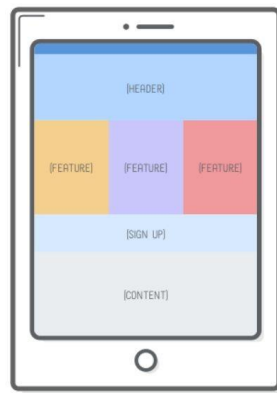 [HEADER]
[FEATURE] [FEATURE] [FEATURE]
[SIGN UP]
[CONTENT]